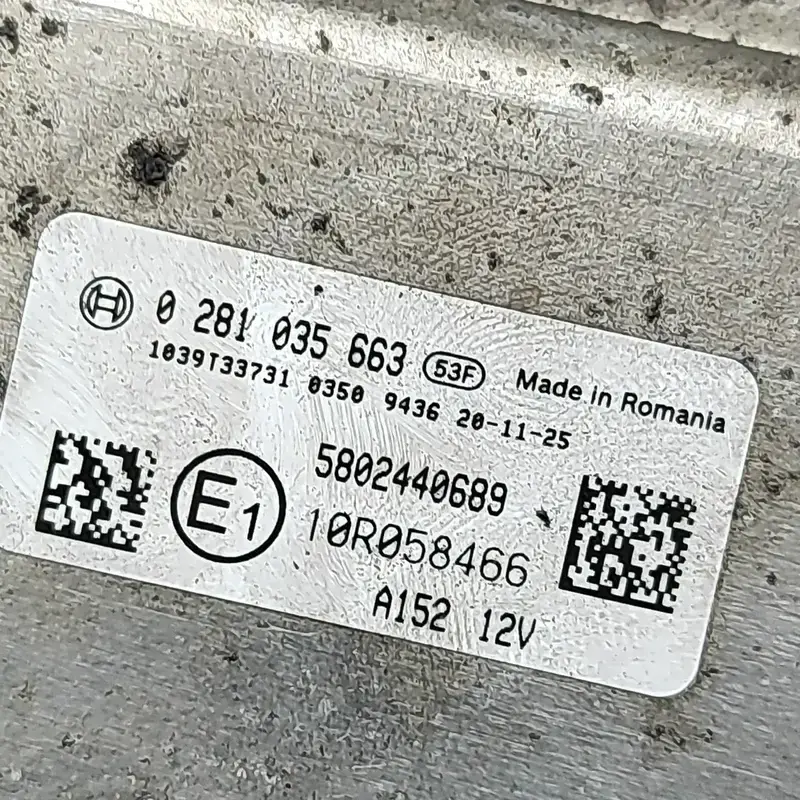 0 281 035 663 53F Made in Romania
1039T33731 0350 9436 20-11-25
5802440689
E1 10R058466
A152 12V